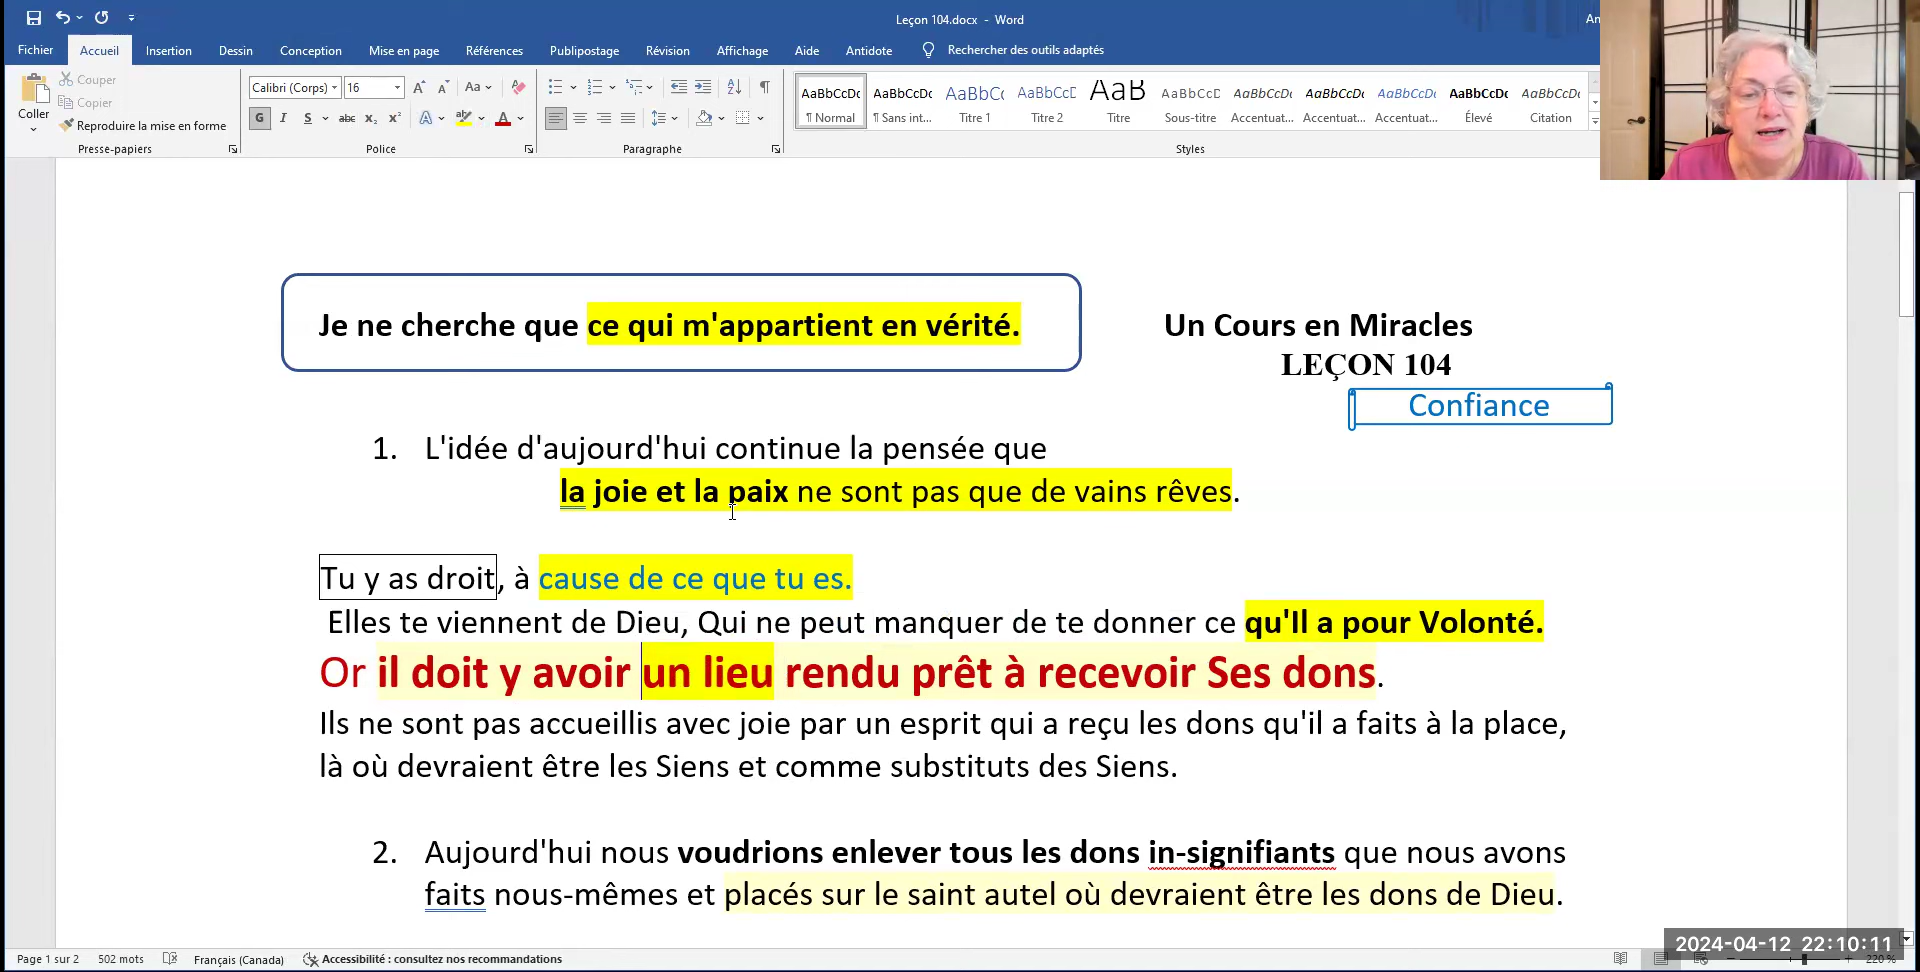 Leçon 104.docx - Word
Fichier Accueil Insertion Dessin Conception Mise en page Références Publipostage Révision Affichage Aide Antidote Rechercher des outils adaptés
Coller
Couper
Copier
Reproduire la mise en forme
Calibri (Corps) 16
AaBbCcDc AaBbCcDc AaBbCc AaBbCcD AaB AaBbCcD AaBbCcDc AaBbCcDc AaBbCcDc AaBbCcDc AaBbCcDc
¶ Normal ¶ Sans int... Titre 1 Titre 2 Titre Sous-titre Accentuat... Accentuat... Accentuat... Élevé Citation
Presse-papiers Police Paragraphe Styles
Je ne cherche que ce qui m'appartient en vérité.
Un Cours en Miracles
LEÇON 104
Confiance
1. L'idée d'aujourd'hui continue la pensée que
la joie et la paix ne sont pas que de vains rêves.
Tu y as droit, à cause de ce que tu es.
Elles te viennent de Dieu, Qui ne peut manquer de te donner ce qu'Il a pour Volonté.
Or il doit y avoir un lieu rendu prêt à recevoir Ses dons.
Ils ne sont pas accueillis avec joie par un esprit qui a reçu les dons qu'il a faits à la place,
là où devraient être les Siens et comme substituts des Siens.
2. Aujourd'hui nous voudrions enlever tous les dons in-signifiants que nous avons
faits nous-mêmes et placés sur le saint autel où devraient être les dons de Dieu.
2024-04-12 22:10:11
Page 1 sur 2 502 mots Français (Canada) Accessibilité : consultez nos recommandations 220 %